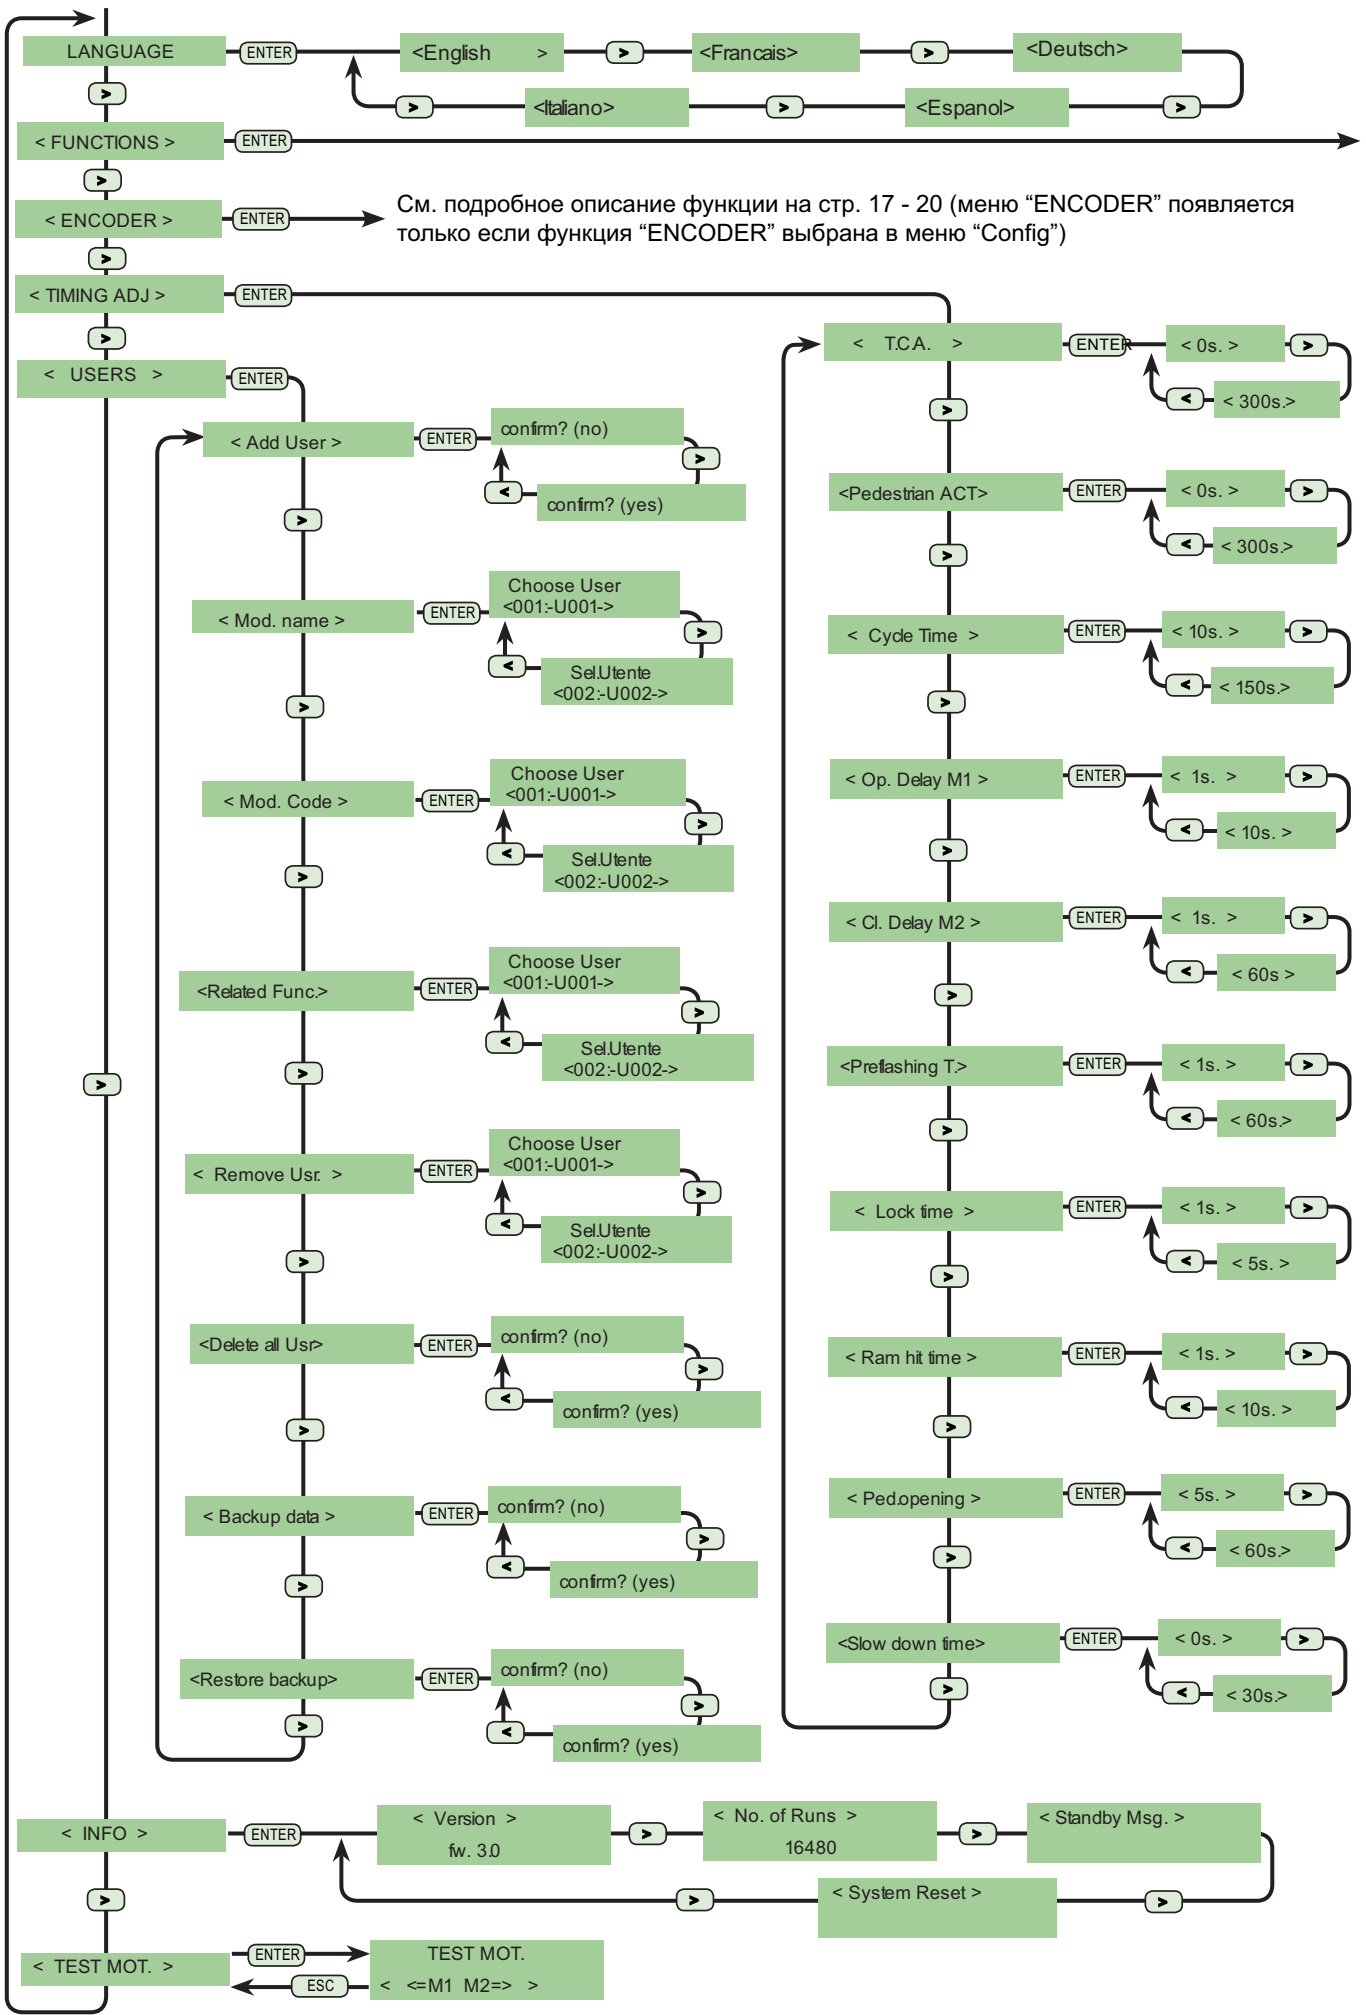 LANGUAGE ENTER <English > > <Francais> > <Deutsch>
> > <Italiano> > <Espanol> >
< FUNCTIONS > ENTER
>
< ENCODER > ENTER См. подробное описание функции на стр. 17 - 20 (меню “ENCODER” появляется
только если функция “ENCODER” выбрана в меню “Config”)
>
< TIMING ADJ > ENTER
>
< USERS > ENTER
< Add User > ENTER confirm? (no) >
< confirm? (yes)
>
< Mod. name > ENTER Choose User
<001:-U001-> >
< Sel.Utente
<002:-U002->
>
< Mod. Code > ENTER Choose User
<001:-U001-> >
< Sel.Utente
<002:-U002->
>
<Related Func.> ENTER Choose User
<001:-U001-> >
< Sel.Utente
<002:-U002->
>
>
< Remove Usr. > ENTER Choose User
<001:-U001-> >
< Sel.Utente
<002:-U002->
>
<Delete all Usr> ENTER confirm? (no) >
< confirm? (yes)
>
< Backup data > ENTER confirm? (no) >
< confirm? (yes)
>
<Restore backup> ENTER confirm? (no) >
< confirm? (yes)
>
< T.C.A. > ENTER < 0s. > >
< < 300s.>
>
<Pedestrian ACT> ENTER < 0s. > >
< < 300s.>
>
< Cycle Time > ENTER < 10s. > >
< < 150s.>
>
< Op. Delay M1 > ENTER < 1s. > >
< < 10s. >
>
< Cl. Delay M2 > ENTER < 1s. > >
< < 60s >
>
<Preflashing T.> ENTER < 1s. > >
< < 60s.>
>
< Lock time > ENTER < 1s. > >
< < 5s. >
>
< Ram hit time > ENTER < 1s. > >
< < 10s. >
>
< Ped.opening > ENTER < 5s. > >
< < 60s.>
>
<Slow down time> ENTER < 0s. > >
< < 30s.>
>
< INFO > ENTER < Version > > < No. of Runs > > < Standby Msg. >
fw. 3.0 16480
> > < System Reset > >
< TEST MOT. > ENTER TEST MOT.
ESC < <=M1 M2=> >